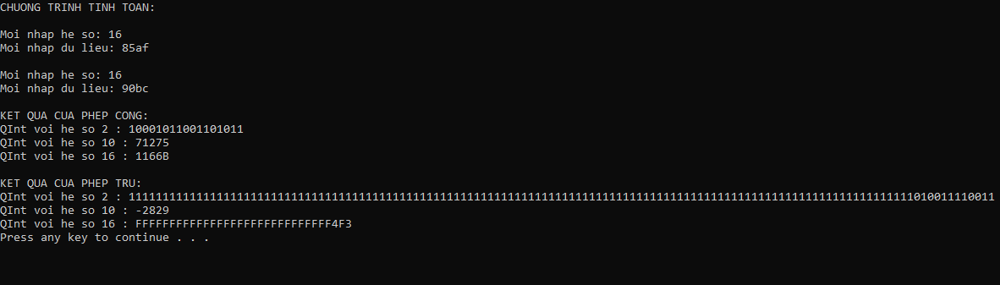 CHUONG TRINH TINH TOAN:
Moi nhap he so: 16
Moi nhap du lieu: 85af
Moi nhap he so: 16
Moi nhap du lieu: 90bc
KET QUA CUA PHEP CONG:
QInt voi he so 2 : 10001011001101011
QInt voi he so 10 : 71275
QInt voi he so 16 : 1166B
KET QUA CUA PHEP TRU:
QInt voi he so 2 : 11111111111111111111111111111111111111111111111111111111111111111111111111111111111111111111111111111111111111111111010011110011
QInt voi he so 10 : -2829
QInt voi he so 16 : FFFFFFFFFFFFFFFFFFFFFFFFFFFFF4F3
Press any key to continue . . .